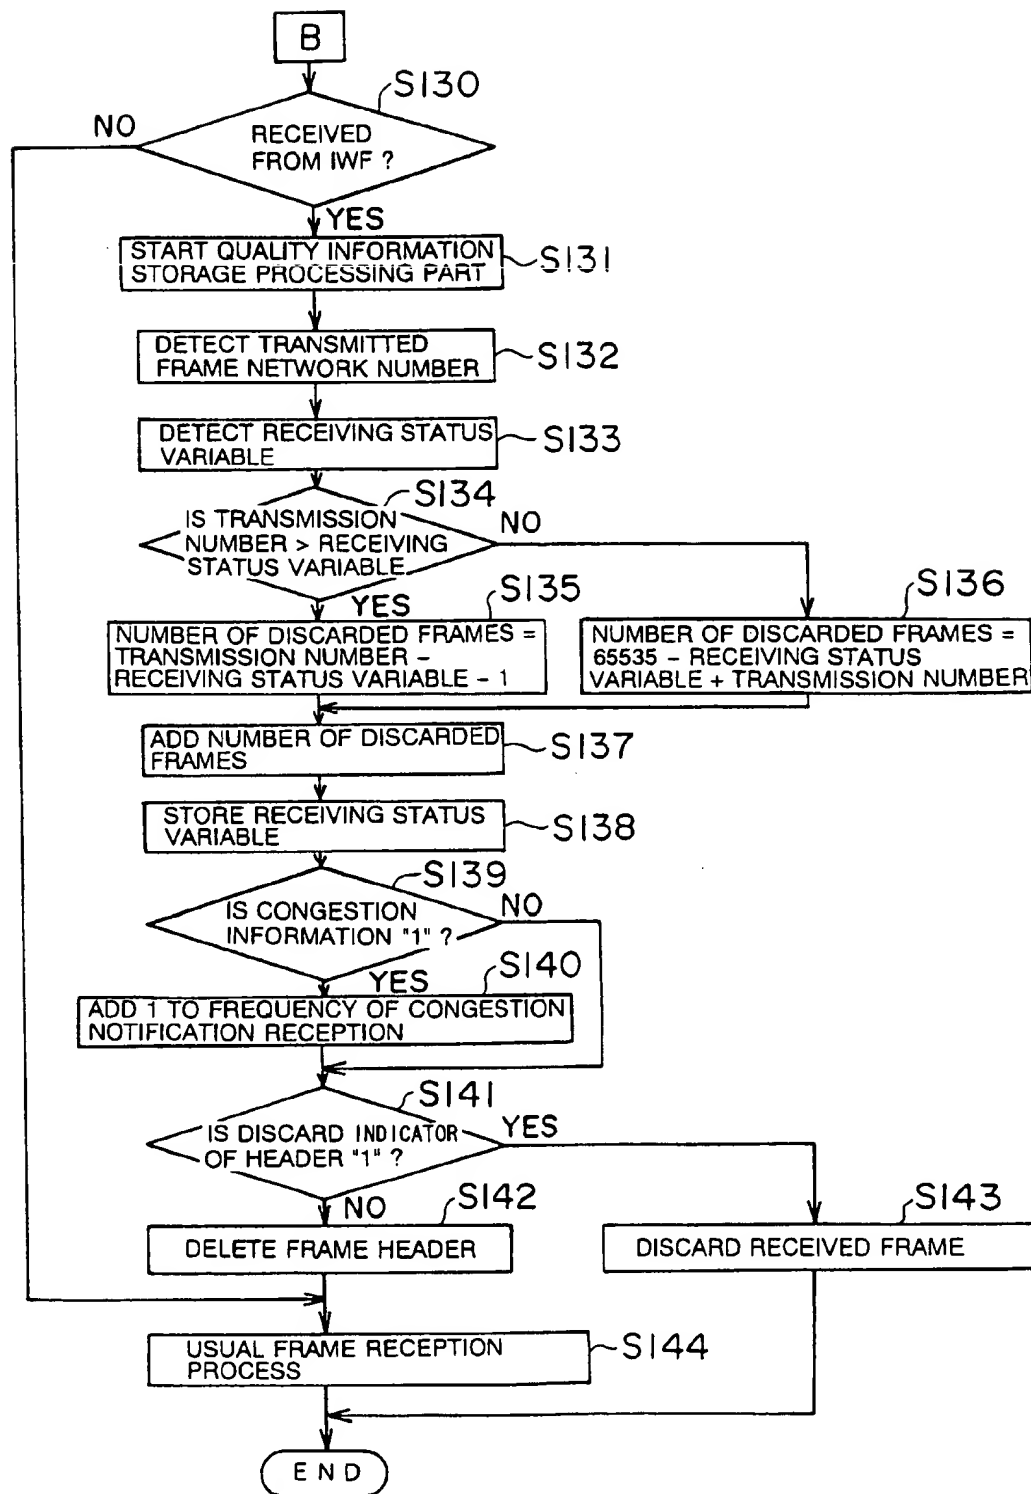 B
S130
NO
RECEIVED
FROM IWF ?
YES
START QUALITY INFORMATION
STORAGE PROCESSING PART
S131
DETECT TRANSMITTED
FRAME NETWORK NUMBER
S132
DETECT RECEIVING STATUS
VARIABLE
S133
S134
IS TRANSMISSION
NUMBER > RECEIVING
STATUS VARIABLE
NO
YES
S135
S136
NUMBER OF DISCARDED FRAMES =
TRANSMISSION NUMBER –
RECEIVING STATUS VARIABLE – 1
NUMBER OF DISCARDED FRAMES =
65535 – RECEIVING STATUS
VARIABLE + TRANSMISSION NUMBER
ADD NUMBER OF DISCARDED
FRAMES
S137
STORE RECEIVING STATUS
VARIABLE
S138
S139
IS CONGESTION
INFORMATION "1" ?
NO
YES
S140
ADD 1 TO FREQUENCY OF CONGESTION
NOTIFICATION RECEPTION
S141
IS DISCARD INDICATOR
OF HEADER "1" ?
YES
NO
S142
S143
DELETE FRAME HEADER
DISCARD RECEIVED FRAME
USUAL FRAME RECEPTION
PROCESS
S144
END